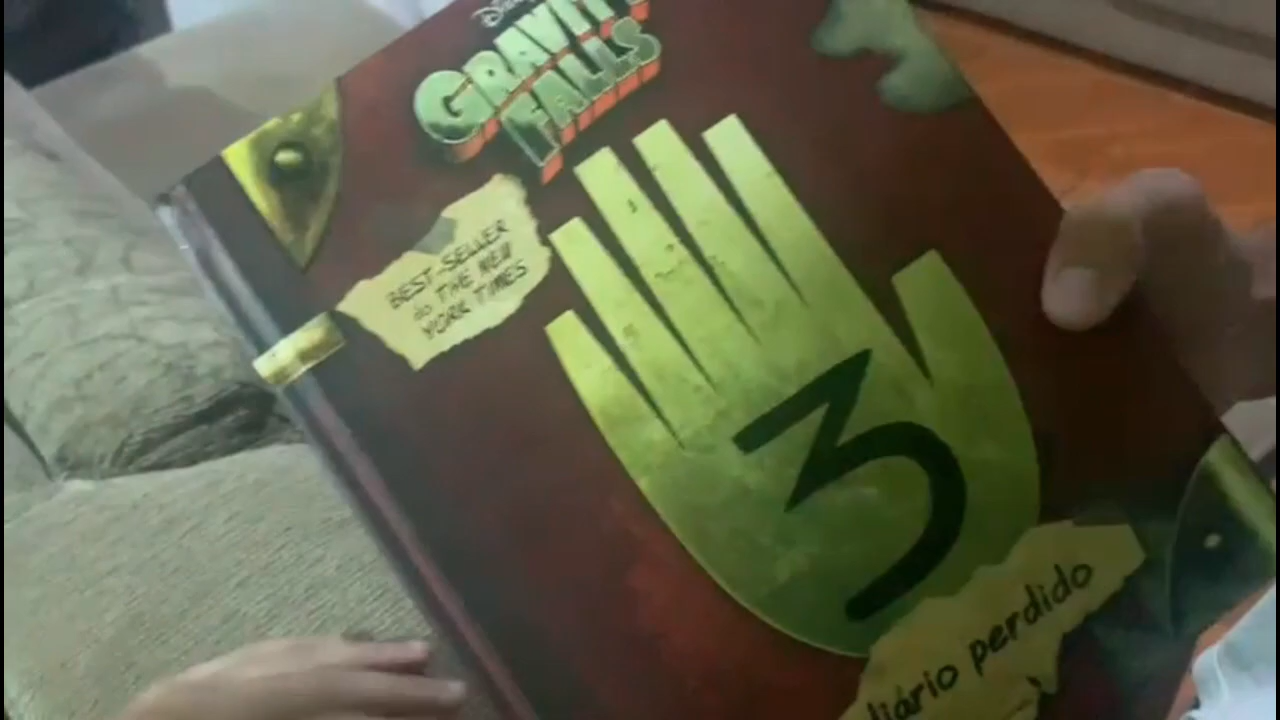 GRAVITY
FALLS
BEST-SELLER
do THE NEW
YORK TIMES
3
diário perdido